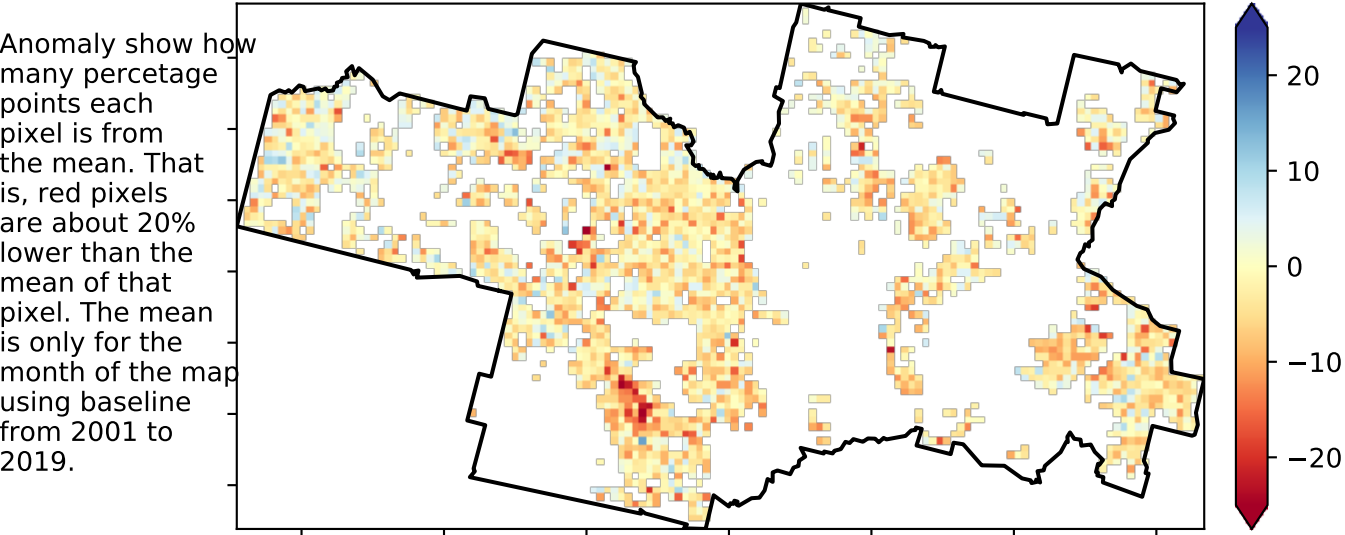 Anomaly show how
many percetage
points each
pixel is from
the mean. That
is, red pixels
are about 20%
lower than the
mean of that
pixel. The mean
is only for the
month of the map
using baseline
from 2001 to
2019.
20
10
0
−10
−20